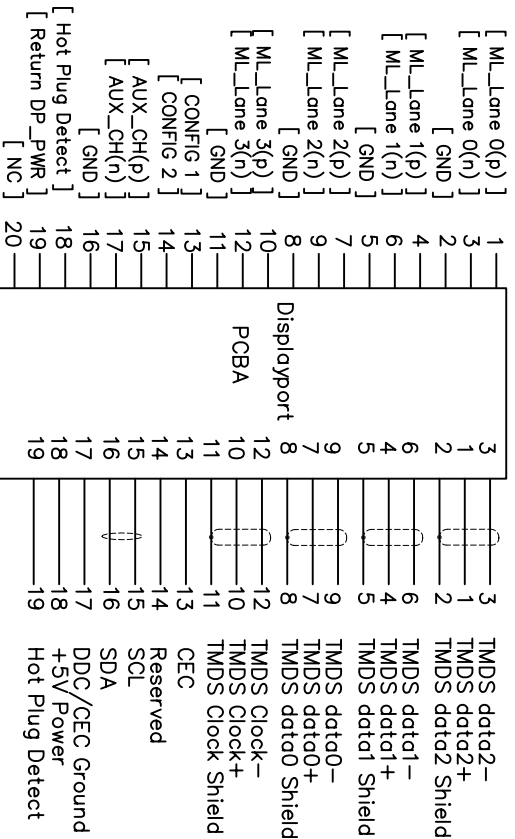 [ ML_Lane 0(p) ] 1 3 3 TMDS data2−
[ ML_Lane 0(n) ] 3 1 1 TMDS data2+
[ GND ] 2 2 2 TMDS data2 Shield
[ ML_Lane 1(p) ] 4 6 6 TMDS data1−
[ ML_Lane 1(n) ] 6 4 4 TMDS data1+
[ GND ] 5 5 5 TMDS data1 Shield
[ ML_Lane 2(p) ] 7 9 9 TMDS data0−
[ ML_Lane 2(n) ] 9 7 7 TMDS data0+
[ GND ] 8 Displayport 8 8 TMDS data0 Shield
[ ML_Lane 3(p) ] 10 12 12 TMDS Clock−
[ ML_Lane 3(n) ] 12 PCBA 10 10 TMDS Clock+
[ GND ] 11 11 11 TMDS Clock Shield
[ CONFIG 1 ] 13 13 13 CEC
[ CONFIG 2 ] 14 14 14 Reserved
[ AUX_CH(p) ] 15 15 15 SCL
[ AUX_CH(n) ] 17 16 16 SDA
[ GND ] 16 17 17 DDC/CEC Ground
[ Hot Plug Detect ] 18 18 18 +5V Power
[ Return DP_PWR ] 19 19 19 Hot Plug Detect
[ NC ] 20